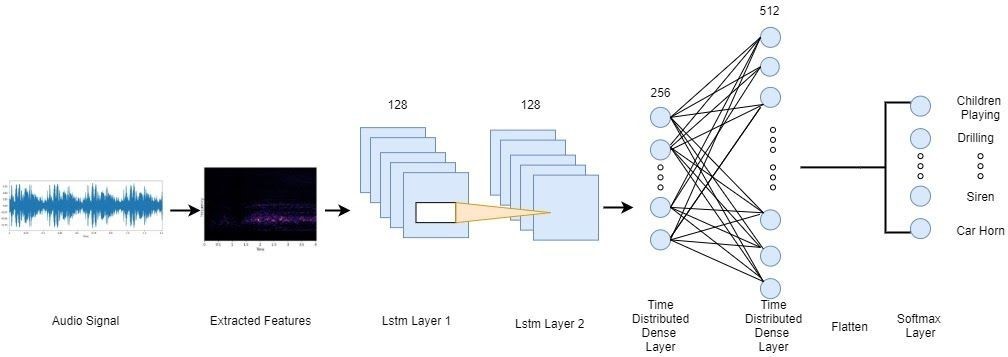 512
256
128
128
Children
Playing
Drilling
Siren
Car Horn
Time
Audio Signal
Extracted Features
Lstm Layer 1
Lstm Layer 2
Time
Distributed
Dense
Layer
Time
Distributed
Dense
Layer
Flatten
Softmax
Layer